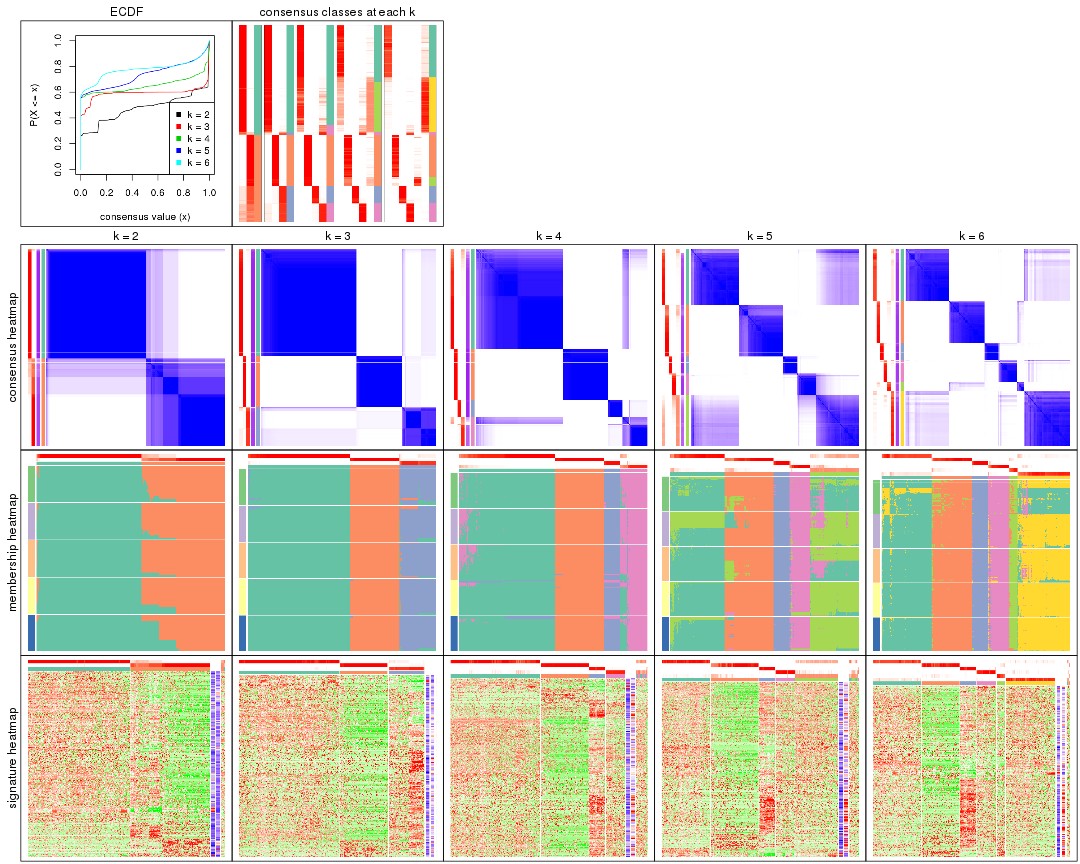 ECDF
consensus classes at each k
P(X <= x)
1.0
0.8
0.6
0.4
0.2
0.0
k = 2
k = 3
k = 4
k = 5
k = 6
0.0 0.2 0.4 0.6 0.8 1.0
consensus value (x)
k = 2 k = 3 k = 4 k = 5 k = 6
consensus heatmap
membership heatmap
signature heatmap